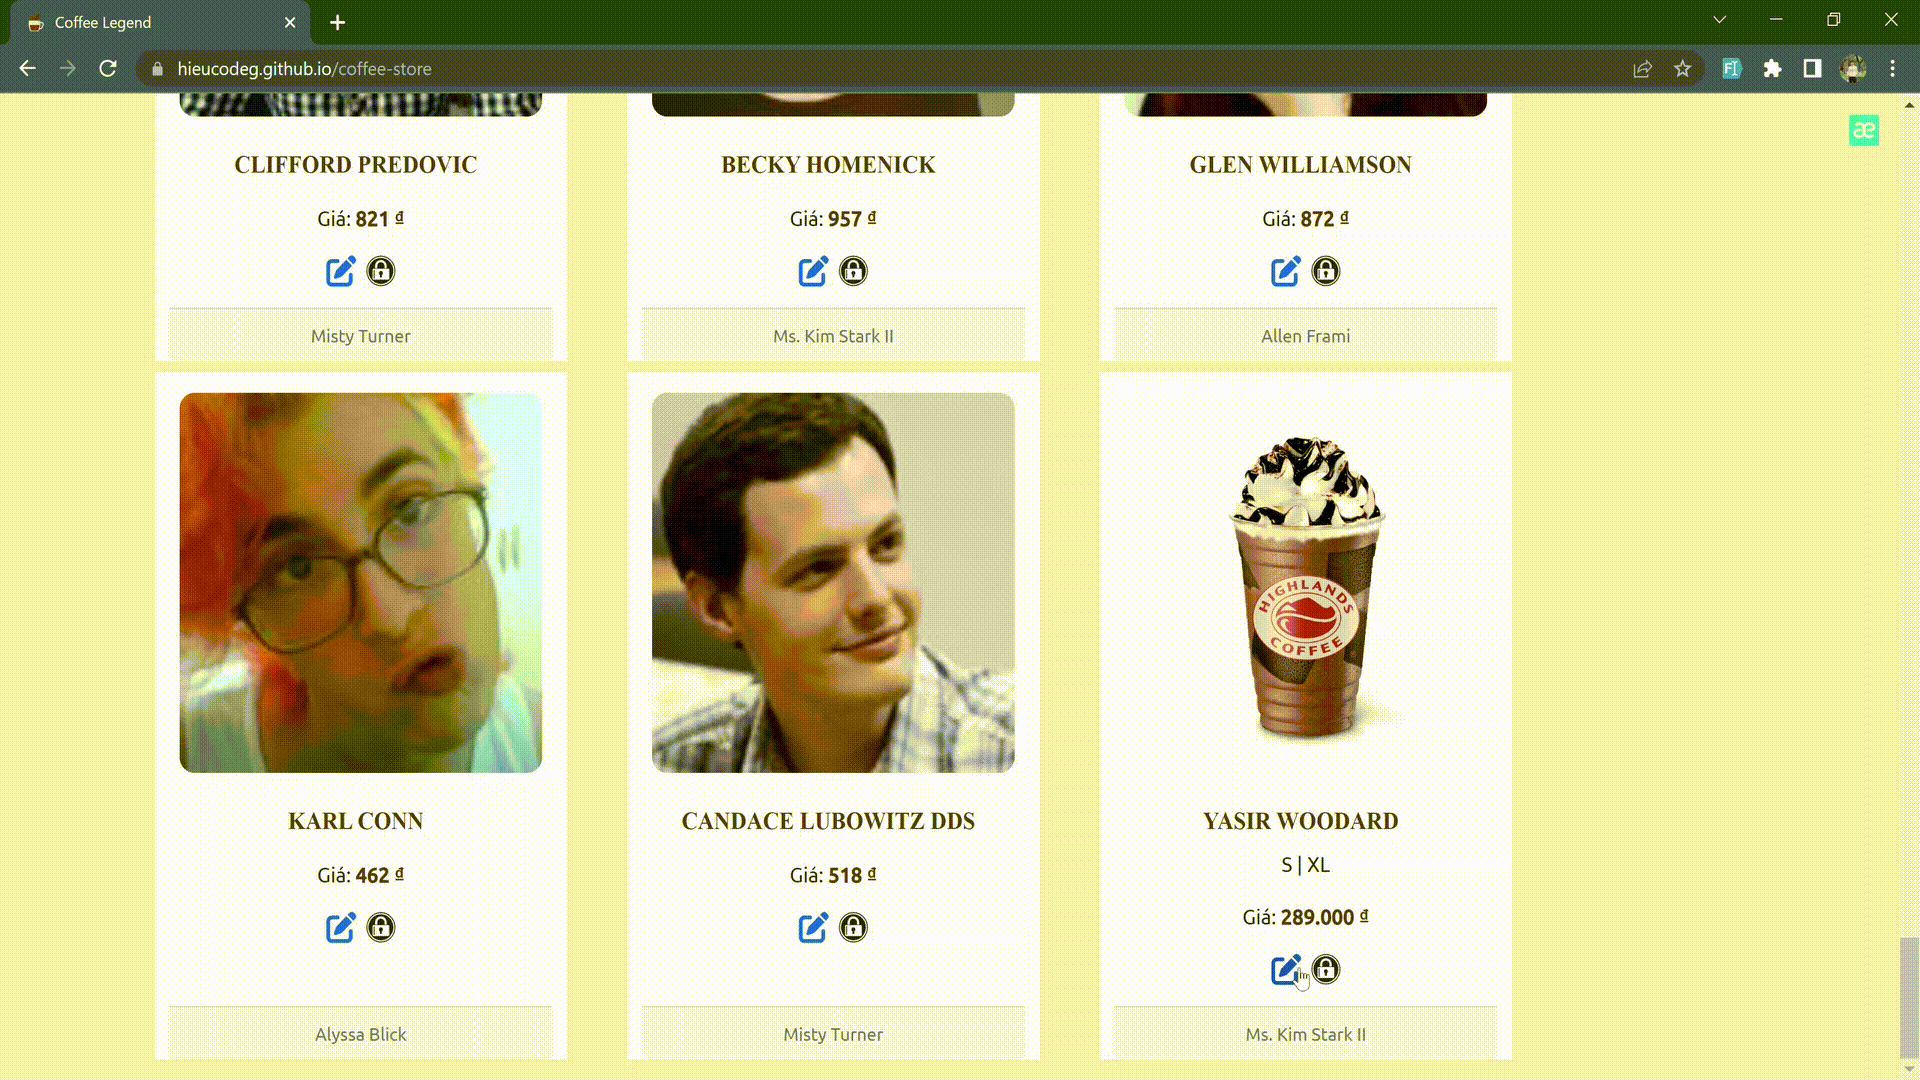 Coffee Legend
hieucodeg.github.io/coffee-store
FI
æ
CLIFFORD PREDOVIC
BECKY HOMENICK
GLEN WILLIAMSON
Giá: 821 ₫
Giá: 957 ₫
Giá: 872 ₫
Misty Turner
Ms. Kim Stark II
Allen Frami
HIGHLANDS
COFFEE
KARL CONN
CANDACE LUBOWITZ DDS
YASIR WOODARD
S | XL
Giá: 462 ₫
Giá: 518 ₫
Giá: 289.000 ₫
Alyssa Blick
Misty Turner
Ms. Kim Stark II